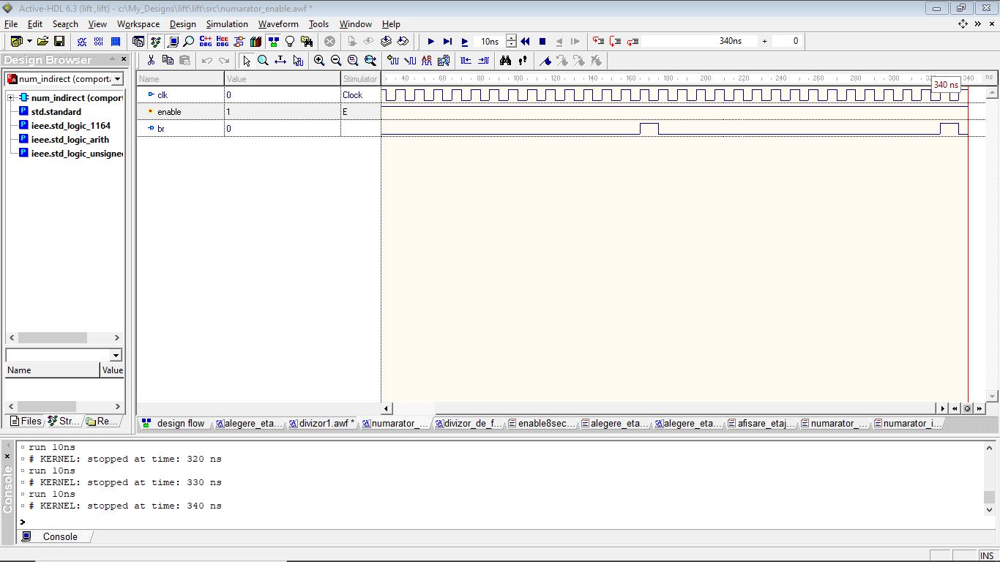 Active-HDL 6.3 (lift ,lift) - c:\My_Designs\lift\lift\src\numarator_enable.awf *
File Edit Search View Workspace Design Simulation Waveform Tools Window Help
C++ DBG HCC DBG 10ns 340ns + 0
Design Browser
num_indirect (comporta
num_indirect (comport
std.standard
ieee.std_logic_1164
ieee.std_logic_arith
ieee.std_logic_unsigned
Name Value
Files Str... Re...
Name Value Stimulator
40 60 80 100 120 140 160 180 200 220 240 260 280 300 340 ns
340 ns
clk 0 Clock
enable 1 E
br 0
design flow alegere_eta... divizor1.awf * numarator_... divizor_de_f... enable8sec... alegere_eta... alegere_eta... afisare_etaj... numarator_... numarator_i...
Console
run 10ns
# KERNEL: stopped at time: 320 ns
run 10ns
# KERNEL: stopped at time: 330 ns
run 10ns
# KERNEL: stopped at time: 340 ns
>
Console
INS